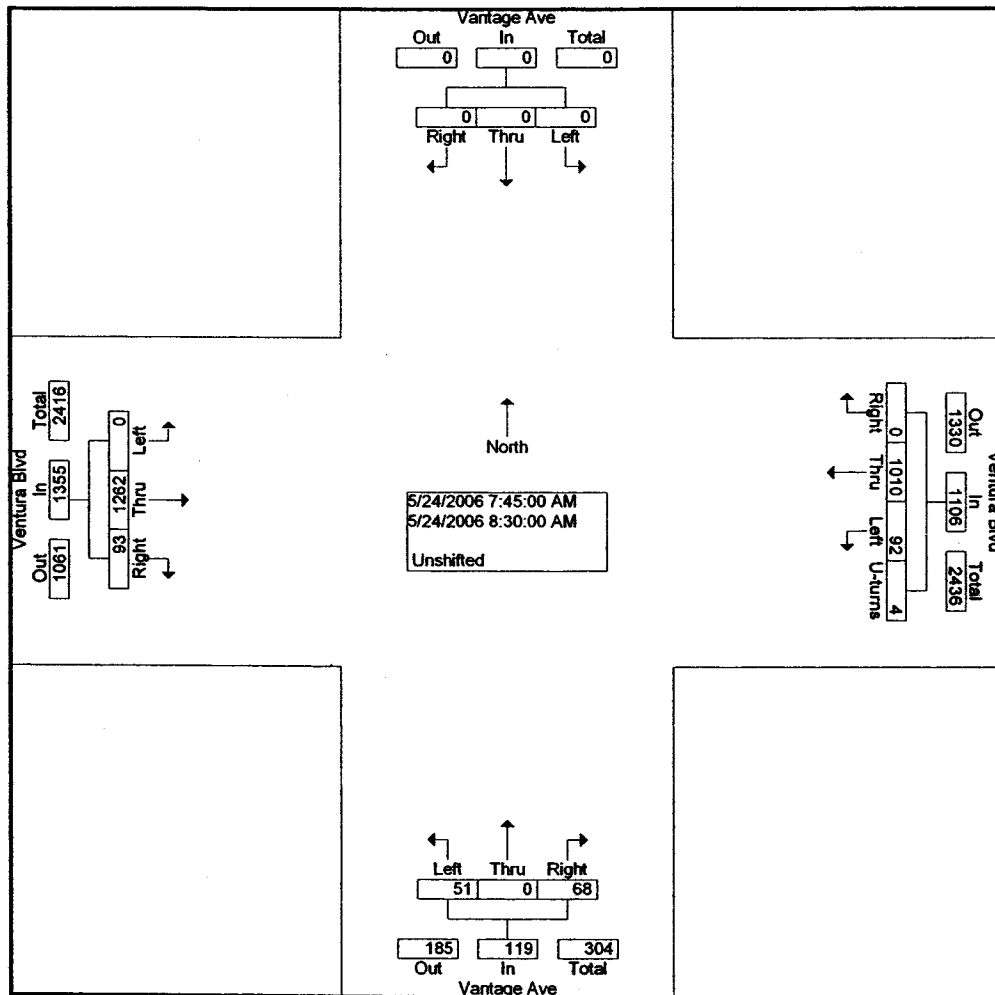 Vantage Ave
Out In Total
0 0 0
0 0 0
Right Thru Left
Ventura Blvd
Total In Out
2416 1355 1061
0 1262 93
Left Thru Right
North
5/24/2006 7:45:00 AM
5/24/2006 8:30:00 AM
Unshifted
Right Thru Left U-turns
0 1010 92 4
Out In Total
1330 1106 2436
Ventura Blvd
Left Thru Right
51 0 68
185 119 304
Out In Total
Vantage Ave